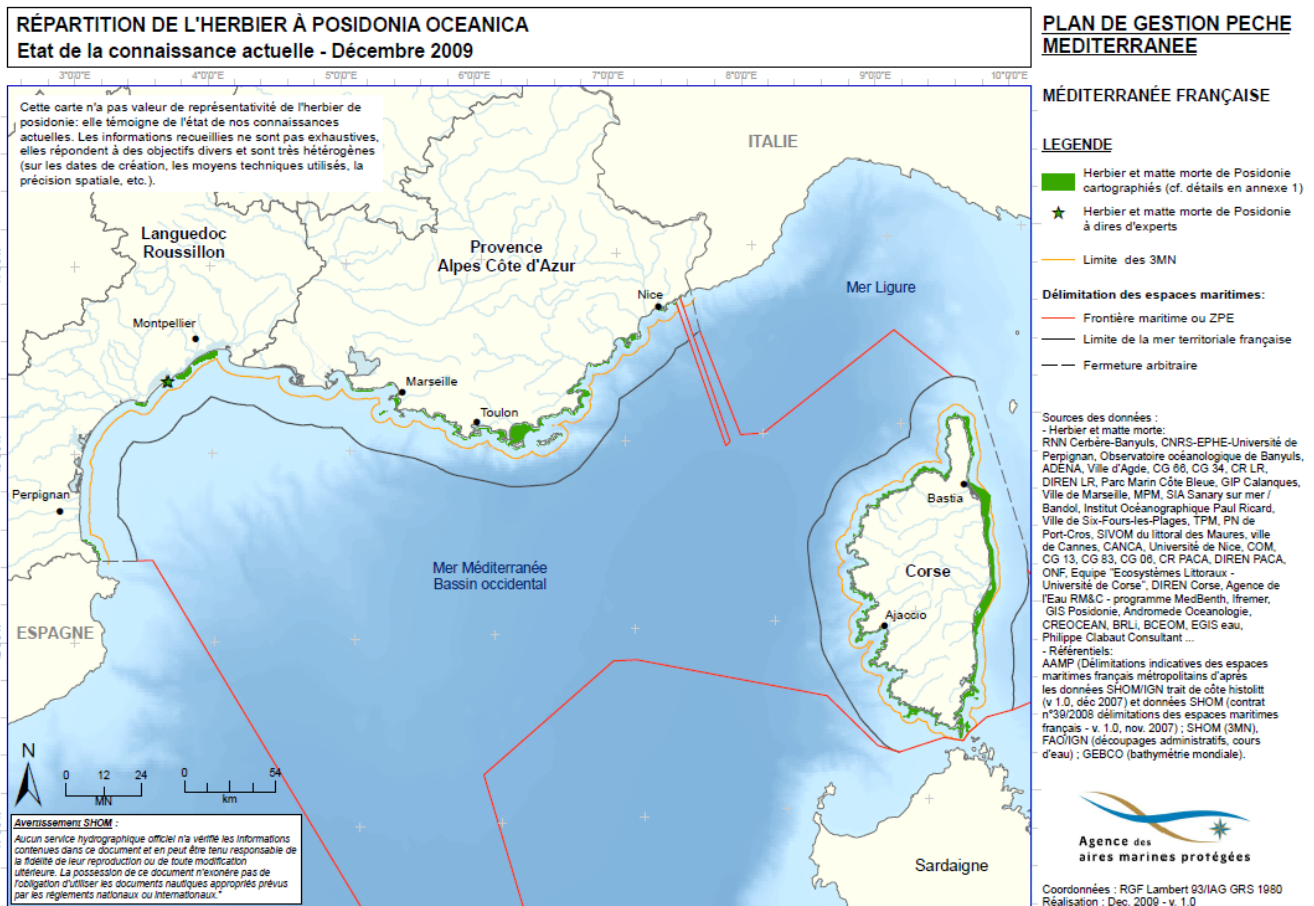 RÉPARTITION DE L'HERBIER À POSIDONIA OCEANICA
Etat de la connaissance actuelle - Décembre 2009
PLAN DE GESTION PECHE
MEDITERRANEE
3°0'0"E 4°0'0"E 5°0'0"E 6°0'0"E 7°0'0"E 8°0'0"E 9°0'0"E 10°0'0"E
Cette carte n'a pas valeur de représentativité de l'herbier de
posidonie: elle témoigne de l'état de nos connaissances
actuelles. Les informations recueillies ne sont pas exhaustives,
elles répondent à des objectifs divers et sont très hétérogènes
(sur les dates de création, les moyens techniques utilisés, la
précision spatiale, etc.).
ITALIE
Languedoc
Roussillon
Provence
Alpes Côte d'Azur
Nice
Mer Ligure
Montpellier
Marseille
Toulon
Perpignan
Bastia
Mer Méditerranée
Bassin occidental
Corse
Ajaccio
ESPAGNE
Sardaigne
N
0 12 24
MN
0 54
km
Avertissement SHOM :
Aucun service hydrographique officiel n'a vérifié les informations
contenues dans ce document et en peut être tenu responsable de
la fidélité de leur reproduction ou de toute modification
ultérieure. La possession de ce document n'exonère pas de
l'obligation d'utiliser les documents nautiques appropriés prévus
par les règlements nationaux ou internationaux."
MÉDITERRANÉE FRANÇAISE
LEGENDE
Herbier et matte morte de Posidonie
cartographiés (cf. détails en annexe 1)
Herbier et matte morte de Posidonie
à dires d'experts
Limite des 3MN
Délimitation des espaces maritimes:
Frontière maritime ou ZPE
Limite de la mer territoriale française
Fermeture arbitraire
Sources des données :
- Herbier et matte morte:
RNN Cerbère-Banyuls, CNRS-EPHE-Université de
Perpignan, Observatoire océanologique de Banyuls,
ADENA, Ville d'Agde, CG 66, CG 34, CR LR,
DIREN LR, Parc Marin Côte Bleue, GIP Calanques,
Ville de Marseille, MPM, SIA Sanary sur mer /
Bandol, Institut Océanographique Paul Ricard,
Ville de Six-Fours-les-Plages, TPM, PN de
Port-Cros, SIVOM du littoral des Maures, ville
de Cannes, CANCA, Université de Nice, COM,
CG 13, CG 83, CG 06, CR PACA, DIREN PACA,
ONF, Equipe "Ecosystèmes Littoraux -
Université de Corse", DIREN Corse, Agence de
l'Eau RM&C - programme MedBenth, Ifremer,
GIS Posidonie, Andromede Oceanologie,
CREOCEAN, BRLi, BCEOM, EGIS eau,
Philippe Clabaut Consultant ...
- Référentiels:
AAMP (Délimitations indicatives des espaces
maritimes français métropolitains d'après
les données SHOM/IGN trait de côte histolitt
(v 1.0, déc 2007) et données SHOM (contrat
n°39/2008 délimitations des espaces maritimes
français - v. 1.0, nov. 2007) ; SHOM (3MN),
FAO/IGN (découpages administratifs, cours
d'eau) ; GEBCO (bathymétrie mondiale).
Agence des
aires marines protégées
Coordonnées : RGF Lambert 93/IAG GRS 1980
Réalisation : Dec. 2009 - v. 1.0